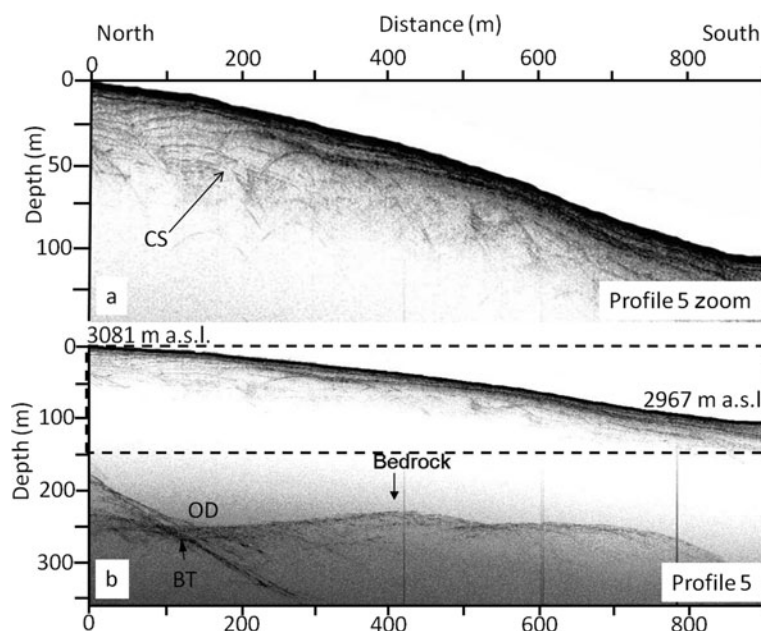 North Distance (m) South
0 200 400 600 800
0
50
100
Depth (m)
CS
a
Profile 5 zoom
3081 m a.s.l.
0
2967 m a.s.l
100
Depth (m)
Bedrock
200
OD
300
BT
b
Profile 5
0 200 400 600 800